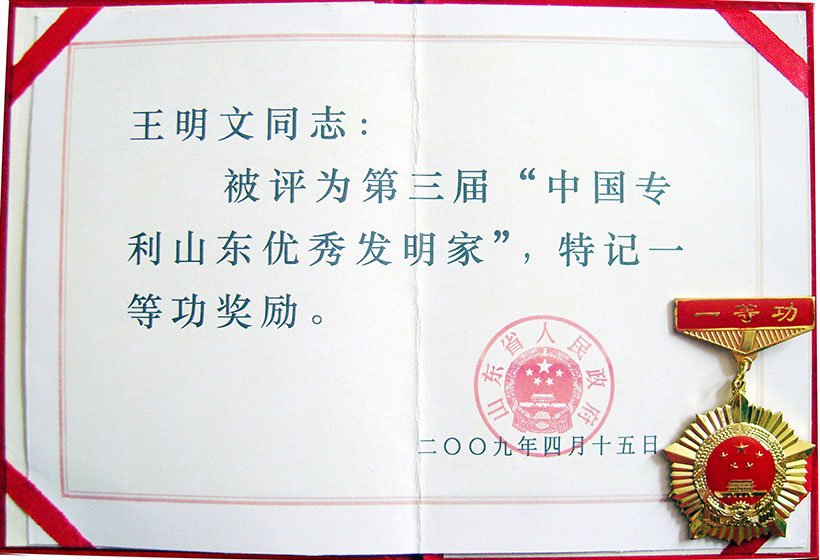 王明文同志：
被评为第三届“中国专
利山东优秀发明家”，特记一
等功奖励。
山东省人民政府
二〇〇九年四月十五日
一等功